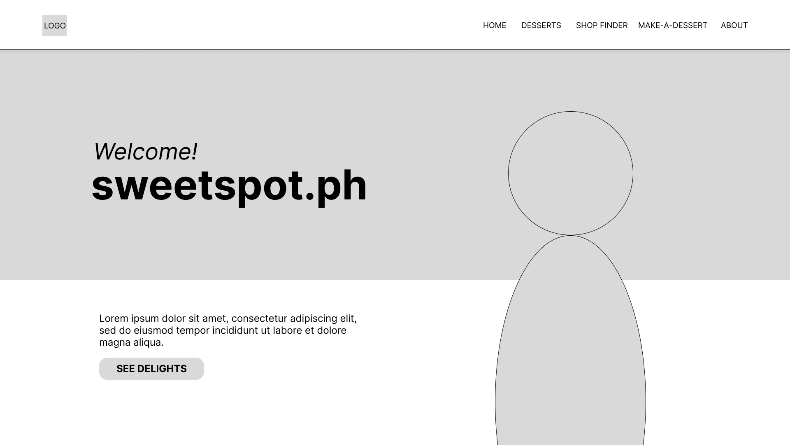 LOGO
HOME DESSERTS SHOP FINDER MAKE-A-DESSERT ABOUT
Welcome!
sweetspot.ph
Lorem ipsum dolor sit amet, consectetur adipiscing elit,
sed do eiusmod tempor incididunt ut labore et dolore
magna aliqua.
SEE DELIGHTS